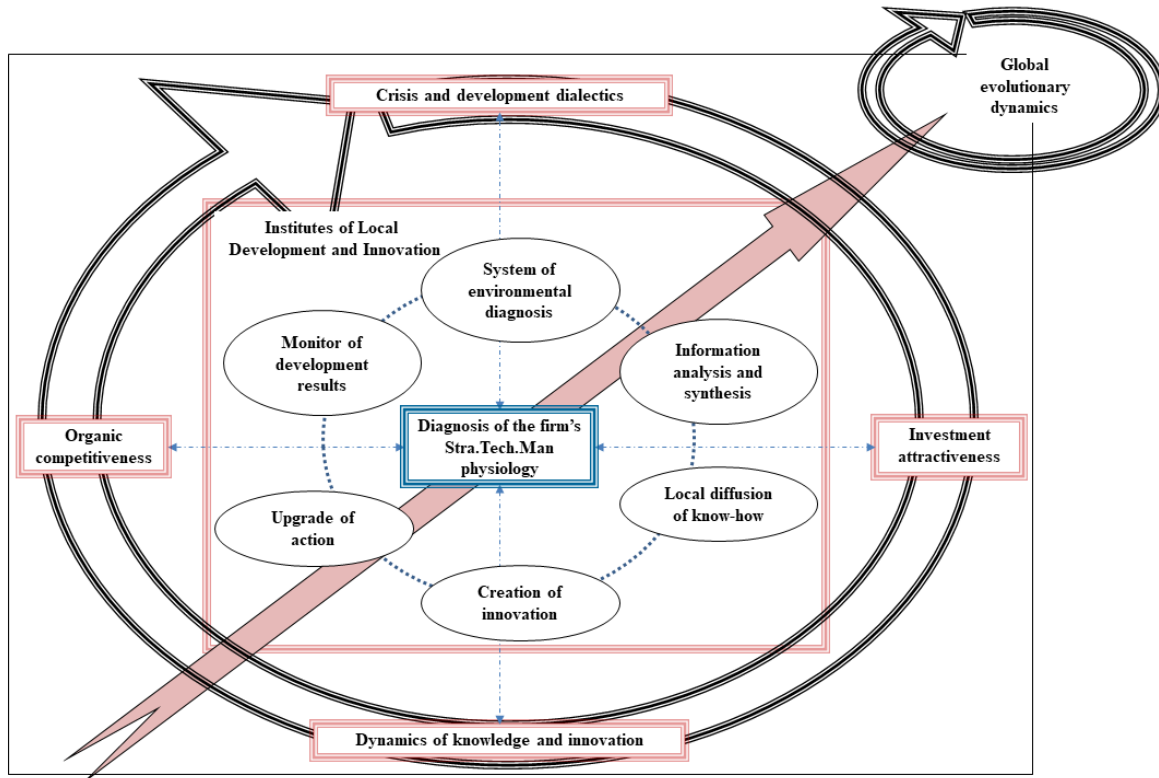 Global
evolutionary
dynamics
Crisis and development dialectics
Institutes of Local
Development and Innovation
System of
environmental
diagnosis
Monitor of
development
results
Information
analysis and
synthesis
Organic
competitiveness
Diagnosis of the firm's
Stra.Tech.Man
physiology
Investment
attractiveness
Local diffusion
of know-how
Upgrade of
action
Creation of
innovation
Dynamics of knowledge and innovation